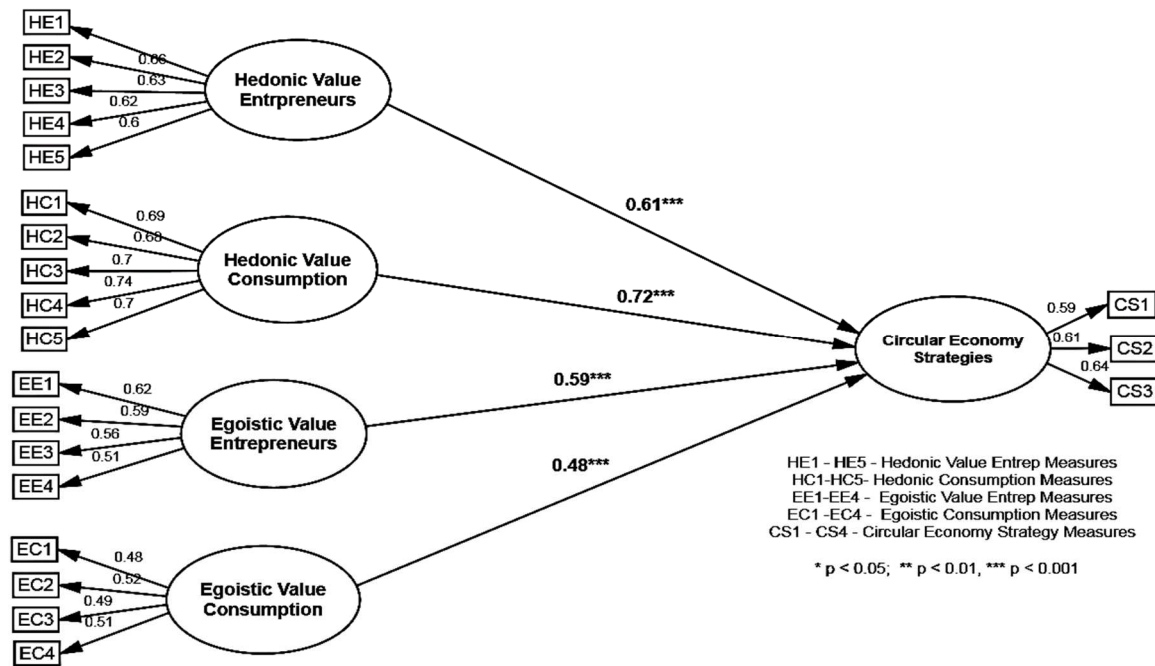 HE1
HE2
HE3
HE4
HE5
0.66
0.63
0.62
0.6
Hedonic Value
Entrpreneurs
0.61***
HC1
HC2
HC3
HC4
HC5
0.69
0.68
0.7
0.74
0.7
Hedonic Value
Consumption
0.72***
EE1
EE2
EE3
EE4
0.62
0.59
0.56
0.51
Egoistic Value
Entrepreneurs
0.59***
EC1
EC2
EC3
EC4
0.48
0.52
0.49
0.51
Egoistic Value
Consumption
0.48***
Circular Economy
Strategies
0.59
0.61
0.64
CS1
CS2
CS3
HE1 - HE5 - Hedonic Value Entrep Measures
HC1-HC5- Hedonic Consumption Measures
EE1-EE4 - Egoistic Value Entrep Measures
EC1 -EC4 - Egoistic Consumption Measures
CS1 - CS4 - Circular Economy Strategy Measures
* p < 0.05; ** p < 0.01, *** p < 0.001